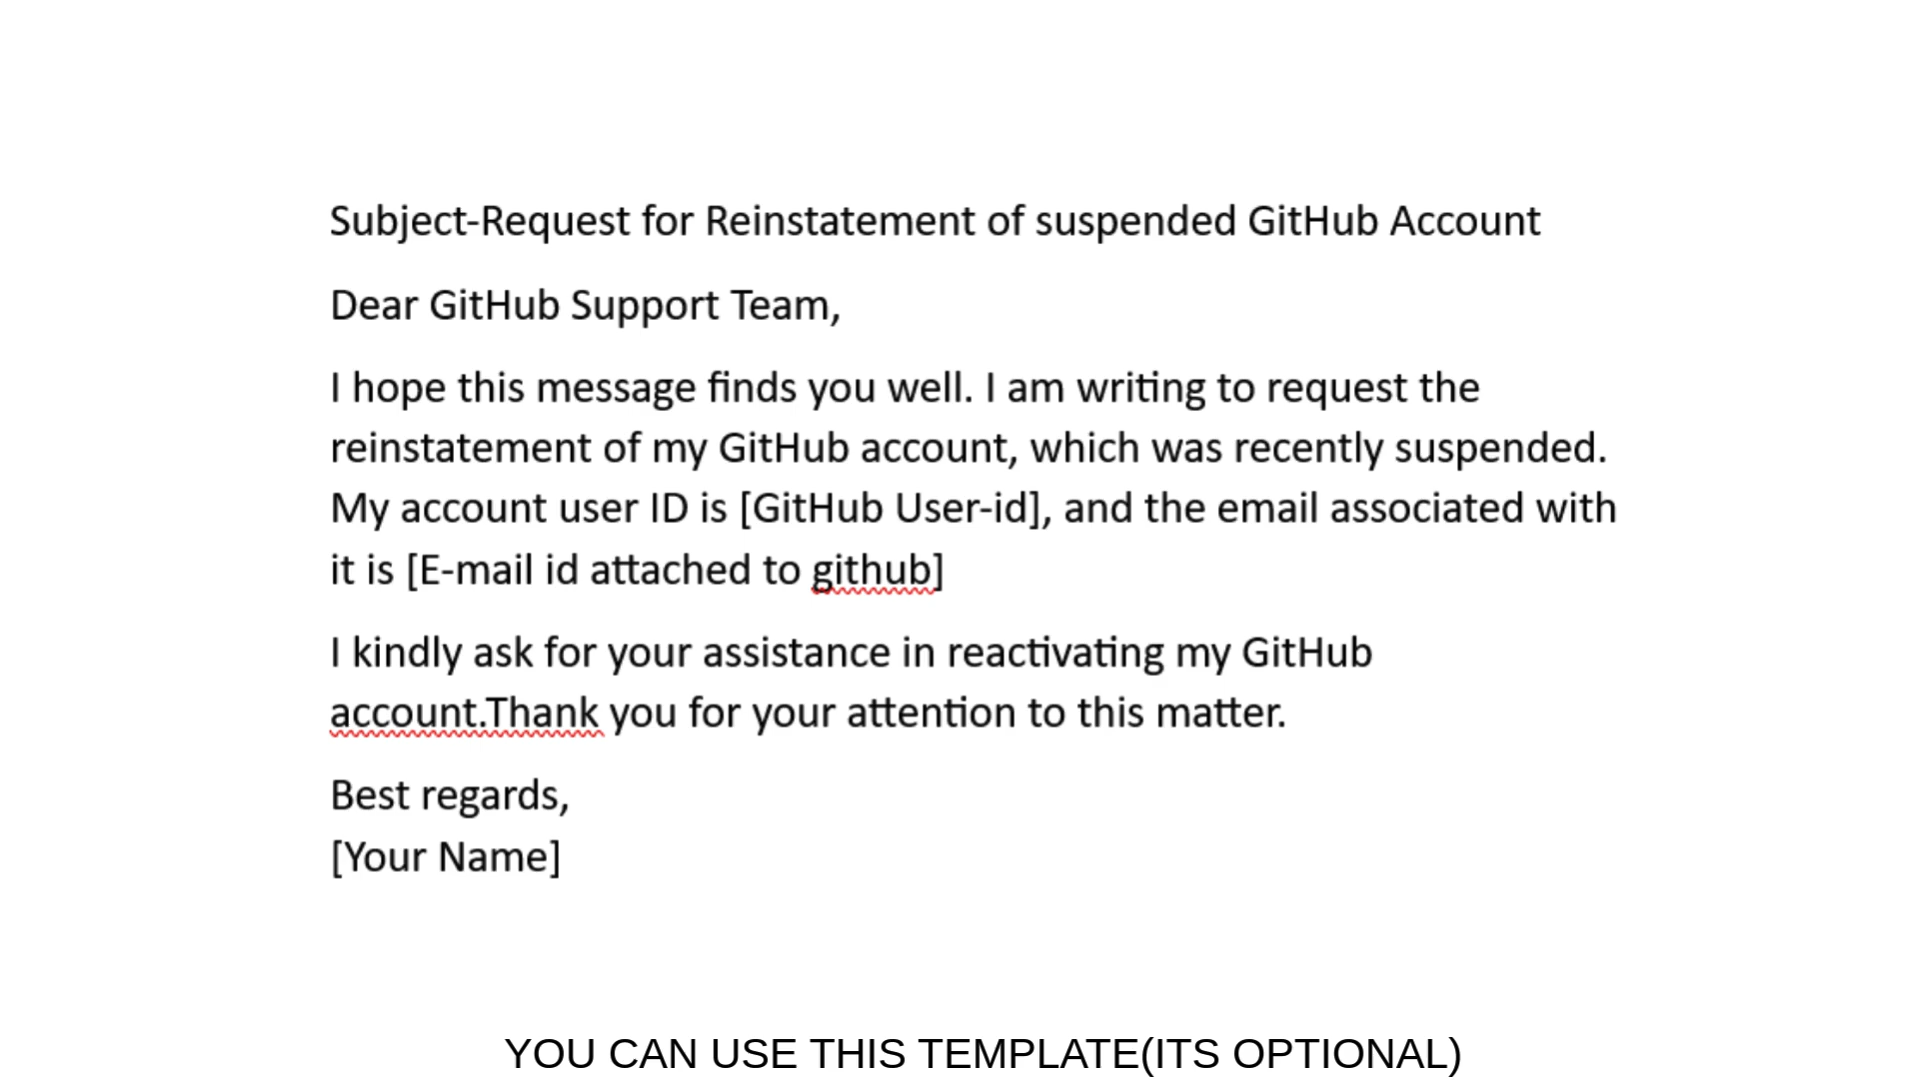 Subject-Request for Reinstatement of suspended GitHub Account
Dear GitHub Support Team,
I hope this message finds you well. I am writing to request the
reinstatement of my GitHub account, which was recently suspended.
My account user ID is [GitHub User-id], and the email associated with
it is [E-mail id attached to github]
I kindly ask for your assistance in reactivating my GitHub
account.Thank you for your attention to this matter.
Best regards,
[Your Name]
YOU CAN USE THIS TEMPLATE(ITS OPTIONAL)